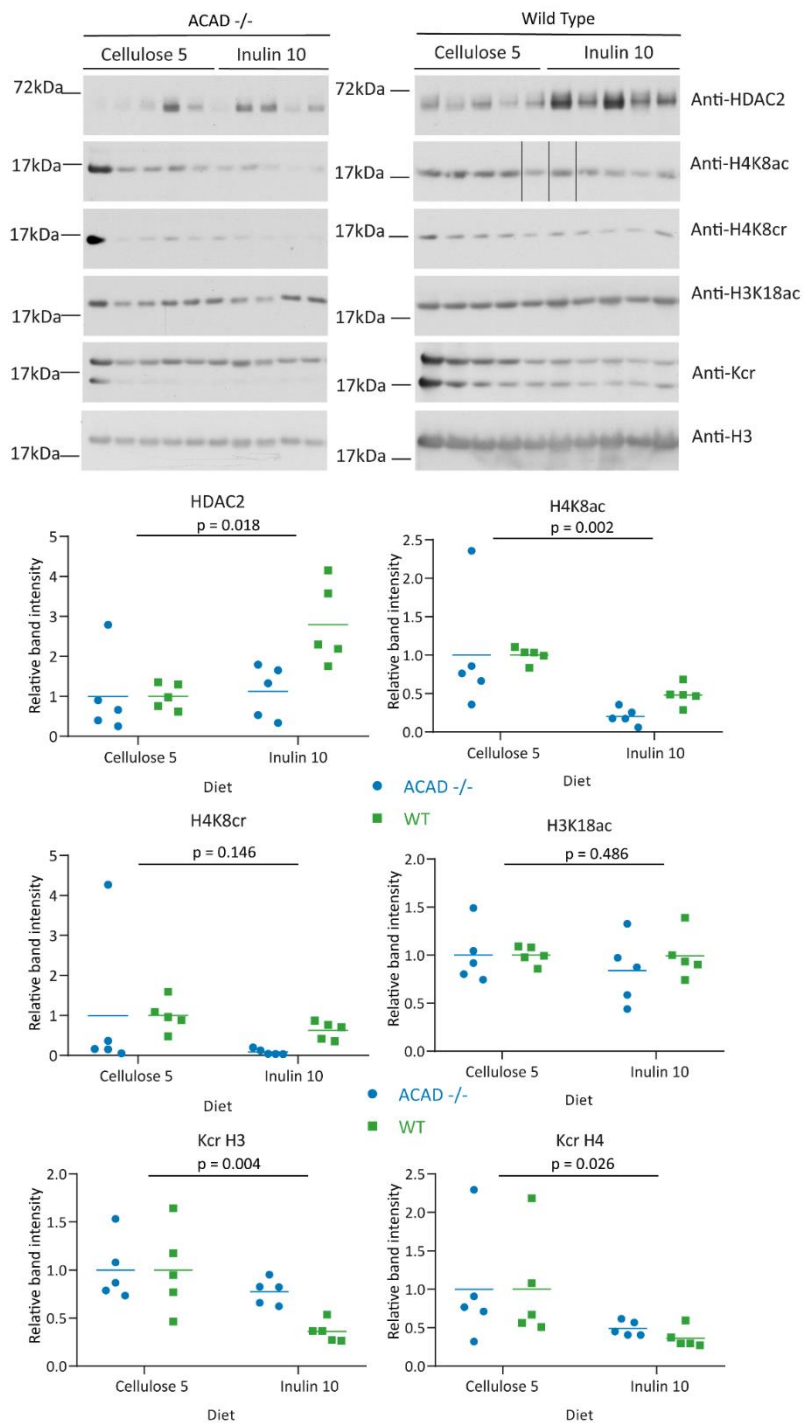 ACAD -/-
Wild Type
Cellulose 5
Inulin 10
Cellulose 5
Inulin 10
72kDa
72kDa
Anti-HDAC2
17kDa
17kDa
Anti-H4K8ac
17kDa
17kDa
Anti-H4K8cr
17kDa
17kDa
Anti-H3K18ac
17kDa
17kDa
Anti-Kcr
17kDa
17kDa
Anti-H3
HDAC2
p = 0.018
Relative band intensity
5
4
3
2
1
0
Cellulose 5
Inulin 10
Diet
H4K8ac
p = 0.002
Relative band intensity
2.5
2.0
1.5
1.0
0.5
0.0
Cellulose 5
Inulin 10
Diet
ACAD -/-
WT
H4K8cr
p = 0.146
Relative band intensity
5
4
3
2
1
0
Cellulose 5
Inulin 10
Diet
H3K18ac
p = 0.486
Relative band intensity
2.0
1.5
1.0
0.5
0.0
Cellulose 5
Inulin 10
Diet
ACAD -/-
WT
Kcr H3
p = 0.004
Relative band intensity
2.0
1.5
1.0
0.5
0.0
Cellulose 5
Inulin 10
Diet
Kcr H4
p = 0.026
Relative band intensity
2.5
2.0
1.5
1.0
0.5
0.0
Cellulose 5
Inulin 10
Diet